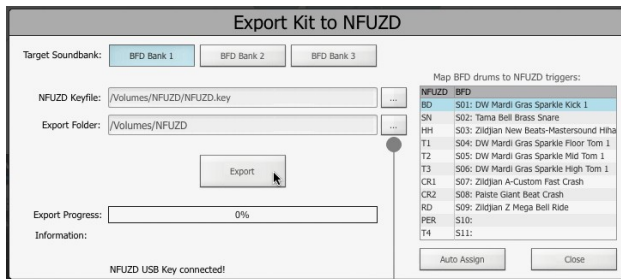 Export Kit to NFUZD
Target Soundbank: BFD Bank 1 BFD Bank 2 BFD Bank 3
NFUZD Keyfile: /Volumes/NFUZD/NFUZD.key ...
Export Folder: /Volumes/NFUZD ...
Export
Export Progress: 0%
Information:
NFUZD USB Key connected!
Map BFD drums to NFUZD triggers:
NFUZD BFD
BD S01: DW Mardi Gras Sparkle Kick 1
SN S02: Tama Bell Brass Snare
HH S03: Zildjian New Beats-Mastersound Hiha
T1 S04: DW Mardi Gras Sparkle Floor Tom 1
T2 S05: DW Mardi Gras Sparkle Mid Tom 1
T3 S06: DW Mardi Gras Sparkle High Tom 1
CR1 S07: Zildjian A-Custom Fast Crash
CR2 S08: Paiste Giant Beat Crash
RD S09: Zildjian Z Mega Bell Ride
PER S10:
T4 S11:
Auto Assign Close